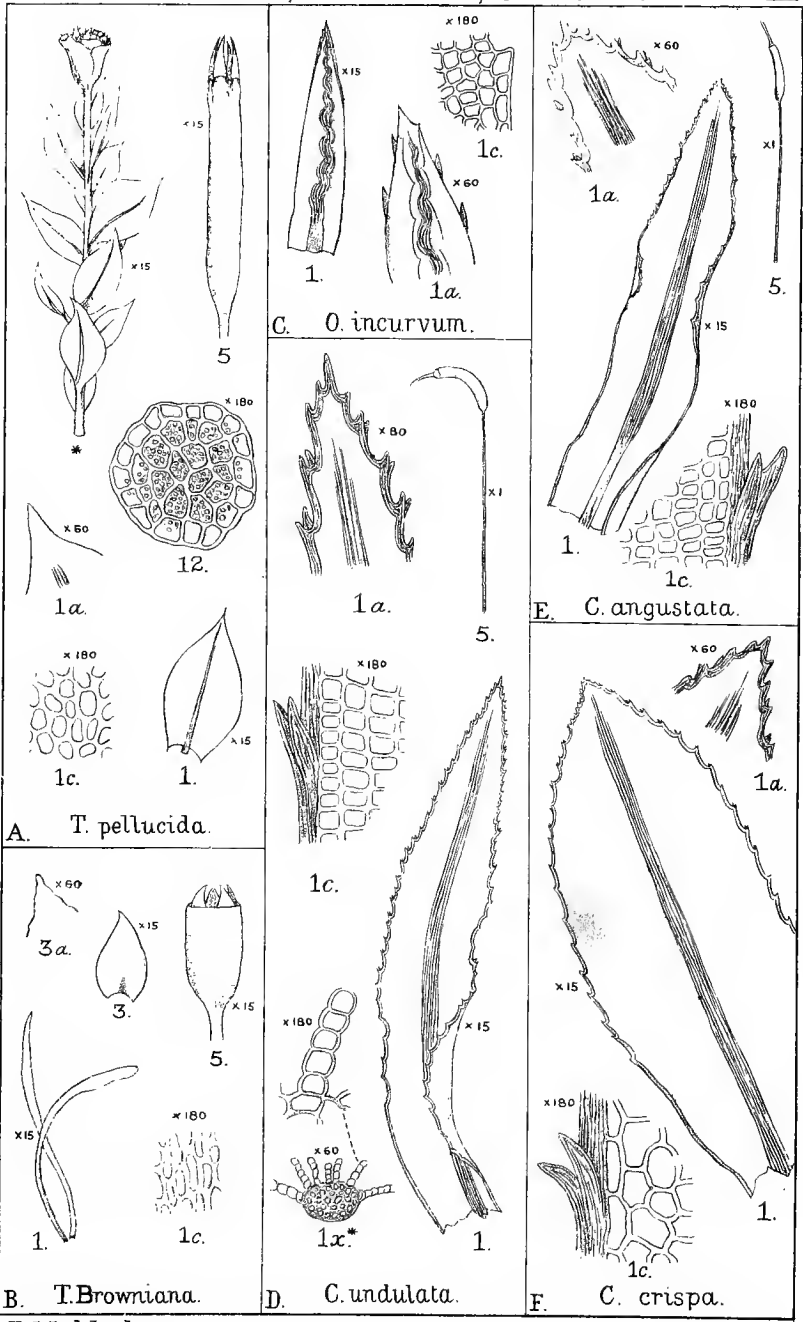 x 15
x 15
5
*
x 180
12.
x 60
1a.
x 180
1c.
x 15
1.
A. T. pellucida.
x 60
3a.
x 15
3.
x 15
5.
x 15
1.
x 180
1c.
B. T. Browniana.
x 15
1.
x 180
1c.
x 60
1a.
C. O. incurvum.
x 80
1a.
x 1
5.
x 180
1c.
x 15
x 180
x 60
1x.*
1.
D. C. undulata.
x 60
1a.
x 1
5.
x 15
x 180
1.
1c.
E. C. angustata.
x 60
1a.
x 15
x 180
1c.
1.
F. C. crispa.